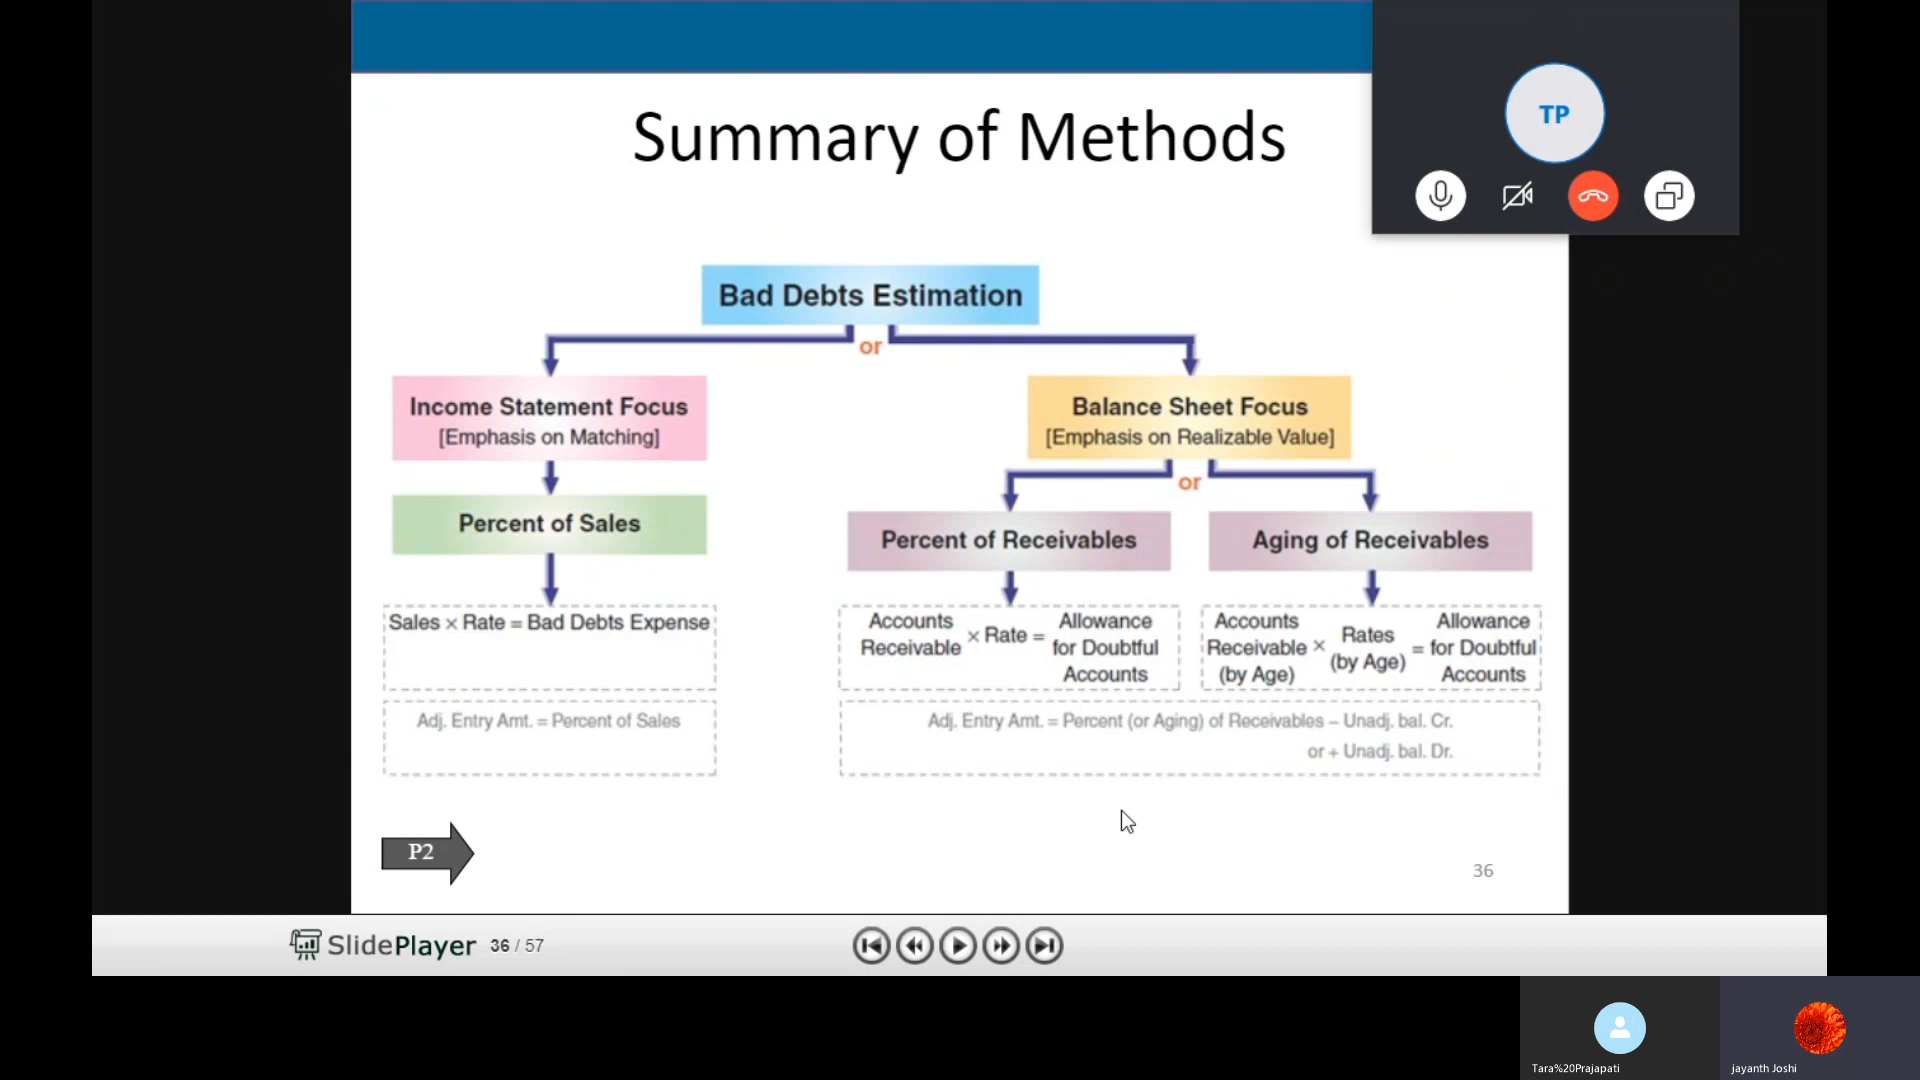 Summary of Methods
TP
Bad Debts Estimation
or
Income Statement Focus
[Emphasis on Matching]
Balance Sheet Focus
[Emphasis on Realizable Value]
or
Percent of Sales
Percent of Receivables
Aging of Receivables
Sales × Rate = Bad Debts Expense
Accounts
Receivable × Rate = Allowance
for Doubtful
Accounts
Accounts
Receivable
(by Age) × Rates
(by Age) = Allowance
for Doubtful
Accounts
Adj. Entry Amt. = Percent of Sales
Adj. Entry Amt. = Percent (or Aging) of Receivables – Unadj. bal. Cr.
or + Unadj. bal. Dr.
P2
36
SlidePlayer 36 / 57
Tara%20Prajapati
jayanth Joshi